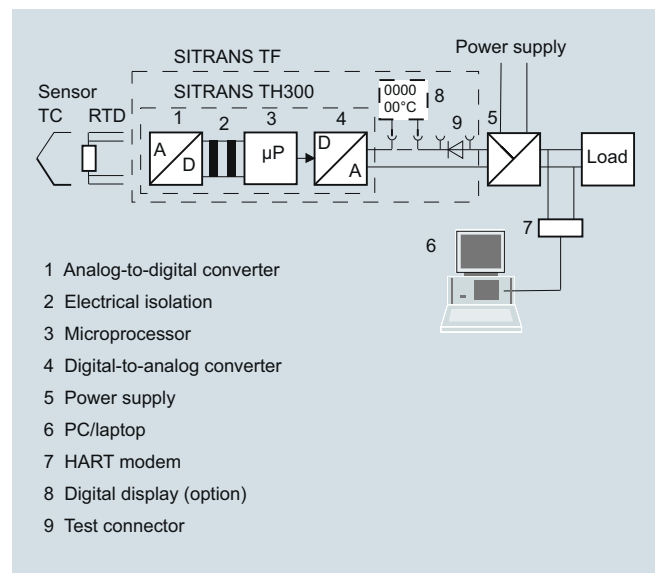 Power supply
SITRANS TF
0000
00°C
8
Sensor
SITRANS TH300
TC RTD
1 2 3 4
9
5
A
D
µP
D
A
Load
7
6
1 Analog-to-digital converter
2 Electrical isolation
3 Microprocessor
4 Digital-to-analog converter
5 Power supply
6 PC/laptop
7 HART modem
8 Digital display (option)
9 Test connector